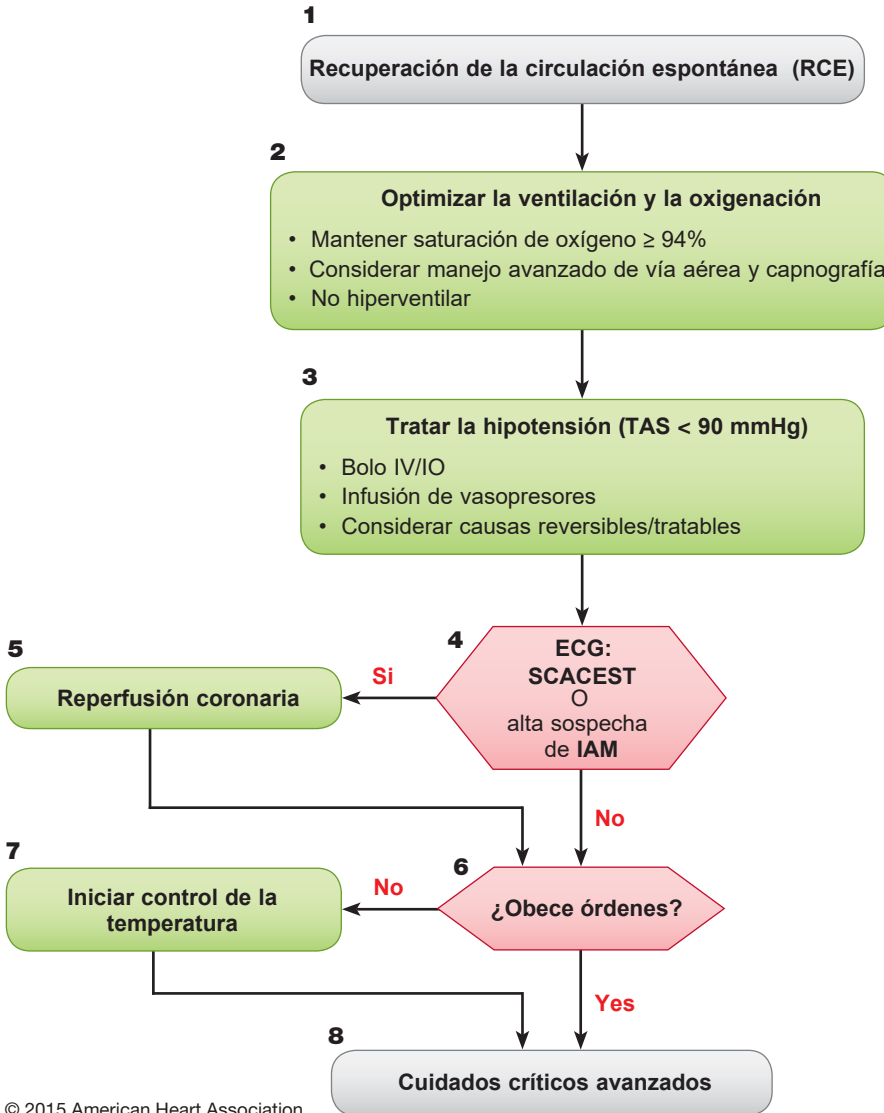 1
Recuperación de la circulación espontánea (RCE)
2
Optimizar la ventilación y la oxigenación
• Mantener saturación de oxígeno ≥ 94%
• Considerar manejo avanzado de vía aérea y capnografía
• No hiperventilar
3
Tratar la hipotensión (TAS < 90 mmHg)
• Bolo IV/IO
• Infusión de vasopresores
• Considerar causas reversibles/tratables
4
ECG:
SCACEST
O
alta sospecha
de IAM
Si
5
Reperfusión coronaria
No
6
¿Obece órdenes?
No
7
Iniciar control de la
temperatura
Yes
8
Cuidados críticos avanzados
© 2015 American Heart Association